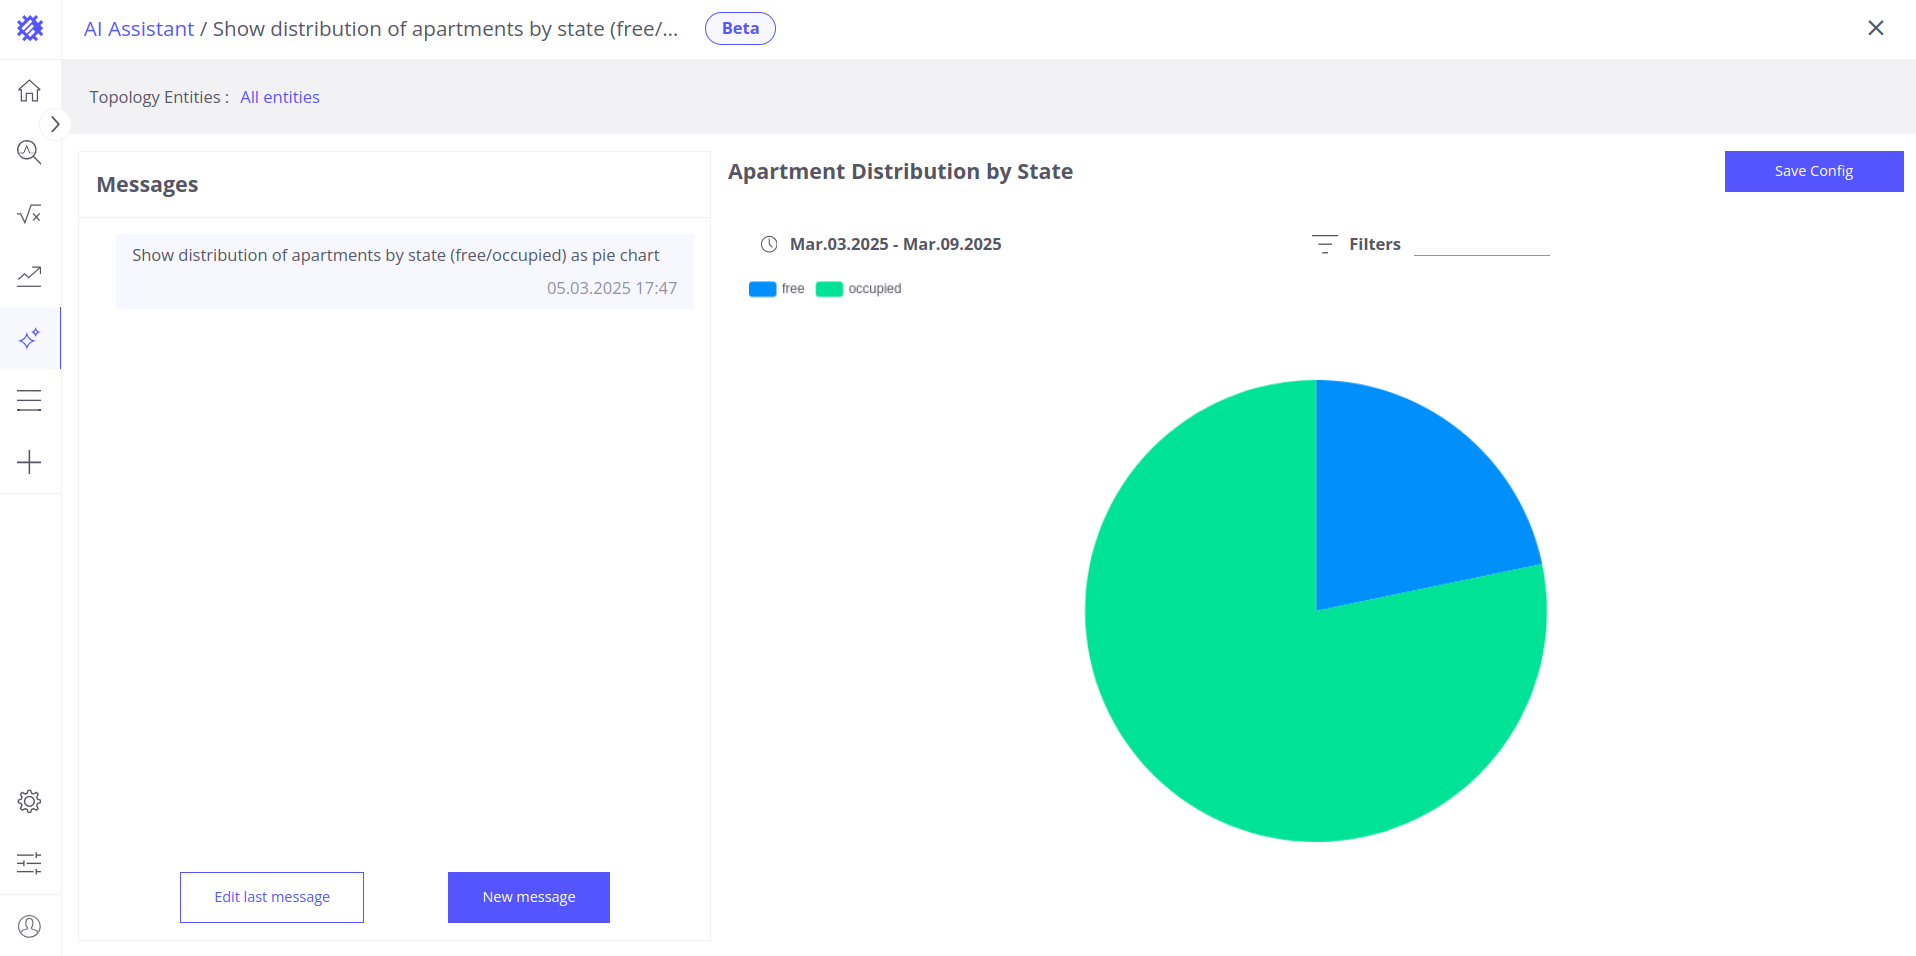 AI Assistant / Show distribution of apartments by state (free/...
Beta
Topology Entities : All entities
Messages
Show distribution of apartments by state (free/occupied) as pie chart
05.03.2025 17:47
Edit last message
New message
Apartment Distribution by State
Save Config
Mar.03.2025 - Mar.09.2025
Filters
free
occupied